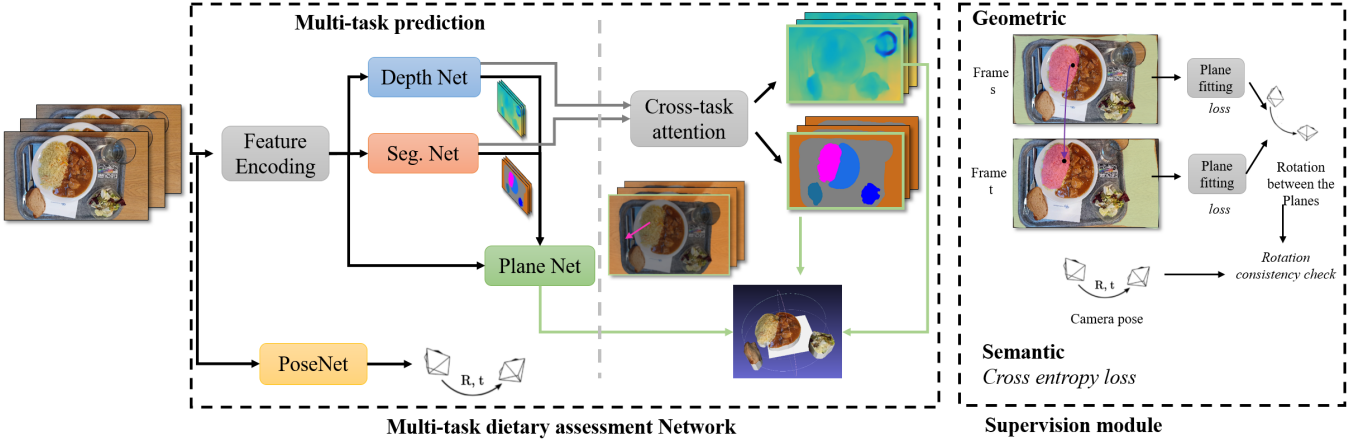 Multi-task prediction
Depth Net
Feature
Encoding
Seg. Net
Plane Net
PoseNet
R, t
Cross-task
attention
Multi-task dietary assessment Network
Geometric
Frame
s
Plane
fitting
loss
Frame
t
Plane
fitting
loss
Rotation
between the
Planes
Rotation
consistency check
R, t
Camera pose
Semantic
Cross entropy loss
Supervision module